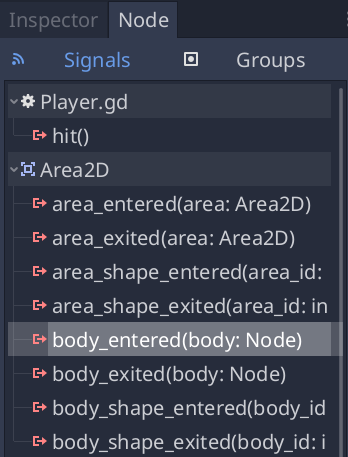 Inspector Node
Signals Groups
Player.gd
hit()
Area2D
area_entered(area: Area2D)
area_exited(area: Area2D)
area_shape_entered(area_id:
area_shape_exited(area_id: in
body_entered(body: Node)
body_exited(body: Node)
body_shape_entered(body_id
body_shape_exited(body_id: i